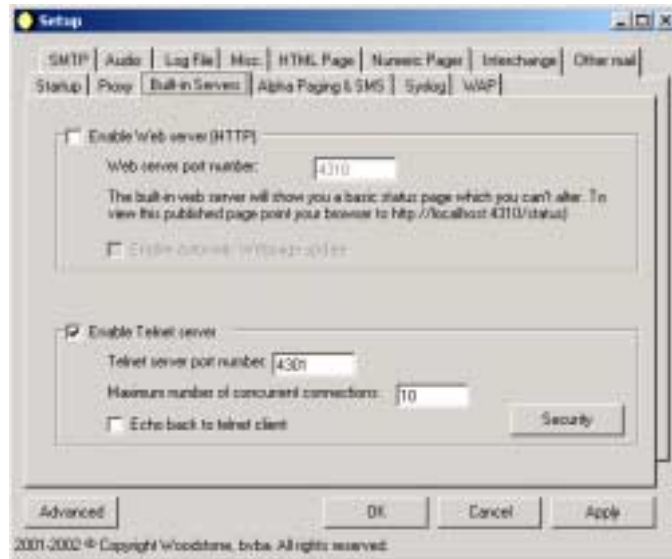 Setup
SMTP Audio Log File Misc. HTML Page Numeric Pager Interchange Other mail
Startup Proxy Built-in Servers Alpha Paging & SMS Syslog WAP
Enable Web server (HTTP)
Web server port number: 4310
The built-in web server will show you a basic status page which you can't alter. To
view this published page point your browser to http://localhost:4310/status)
Enable automatic Webpage update
Enable Telnet server
Telnet server port number: 4301
Maximum number of concurrent connections: 10
Echo back to telnet client
Security
Advanced OK Cancel Apply
2001-2002 © Copyright Woodstone, bvba. All rights reserved.